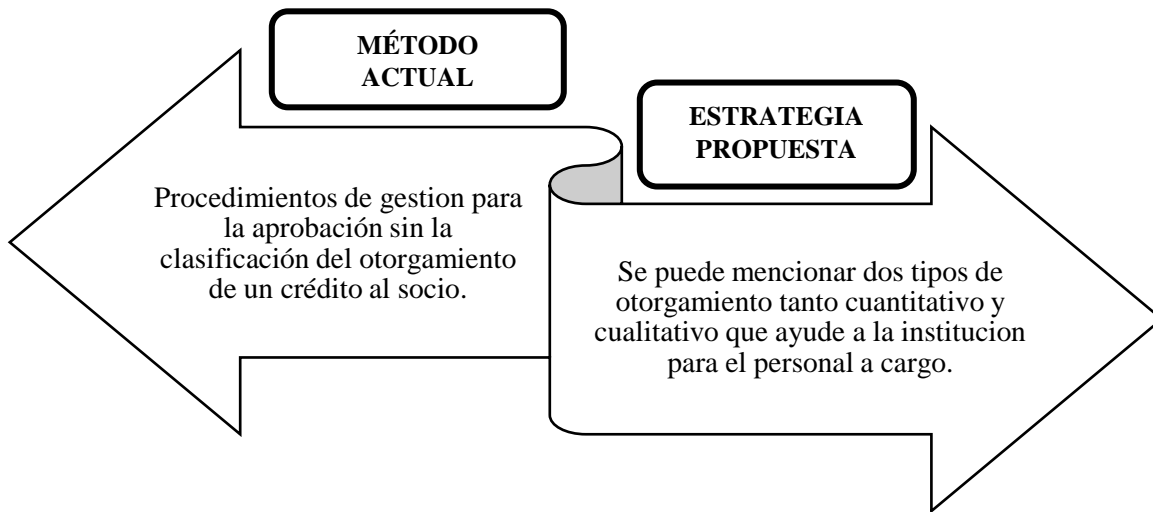 MÉTODO
ACTUAL
Procedimientos de gestion para
la aprobación sin la
clasificación del otorgamiento
de un crédito al socio.
ESTRATEGIA
PROPUESTA
Se puede mencionar dos tipos de
otorgamiento tanto cuantitativo y
cualitativo que ayude a la institucion
para el personal a cargo.